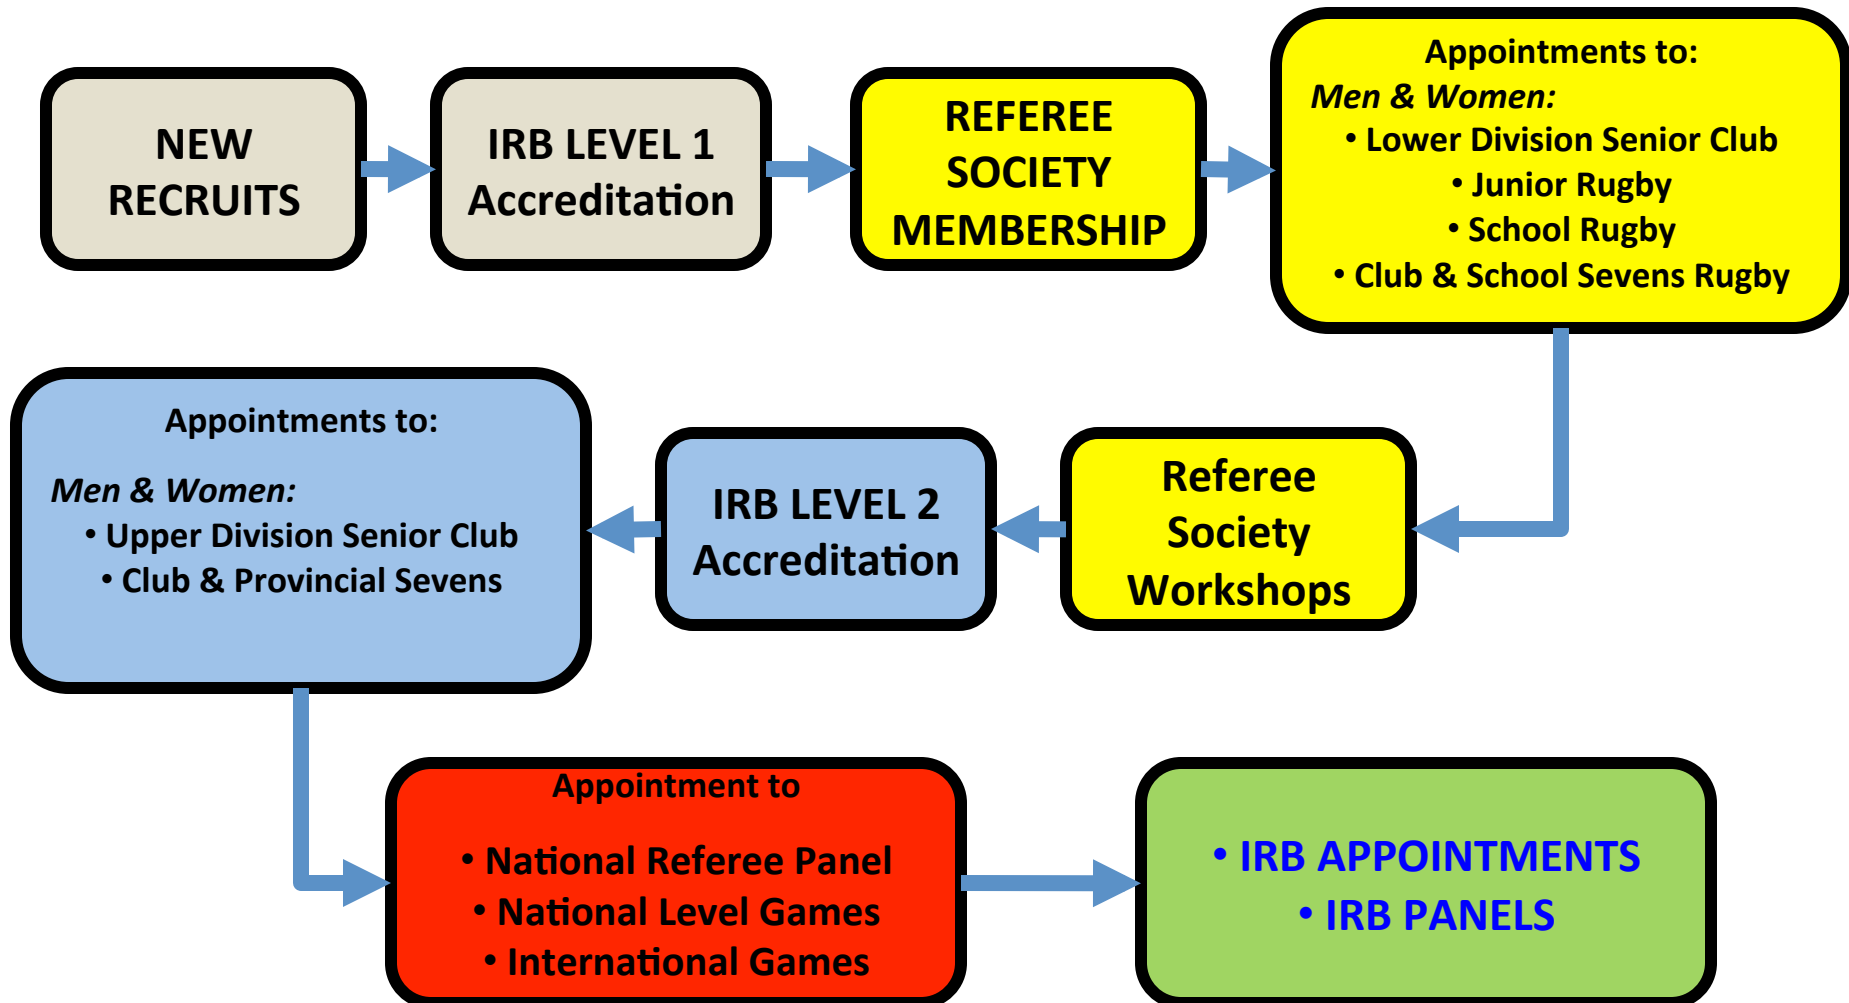 NEW
RECRUITS
IRB LEVEL 1
Accreditation
REFEREE
SOCIETY
MEMBERSHIP
Appointments to:
Men & Women:
• Lower Division Senior Club
• Junior Rugby
• School Rugby
• Club & School Sevens Rugby
Referee
Society
Workshops
IRB LEVEL 2
Accreditation
Appointments to:
Men & Women:
• Upper Division Senior Club
• Club & Provincial Sevens
Appointment to
• National Referee Panel
• National Level Games
• International Games
• IRB APPOINTMENTS
• IRB PANELS